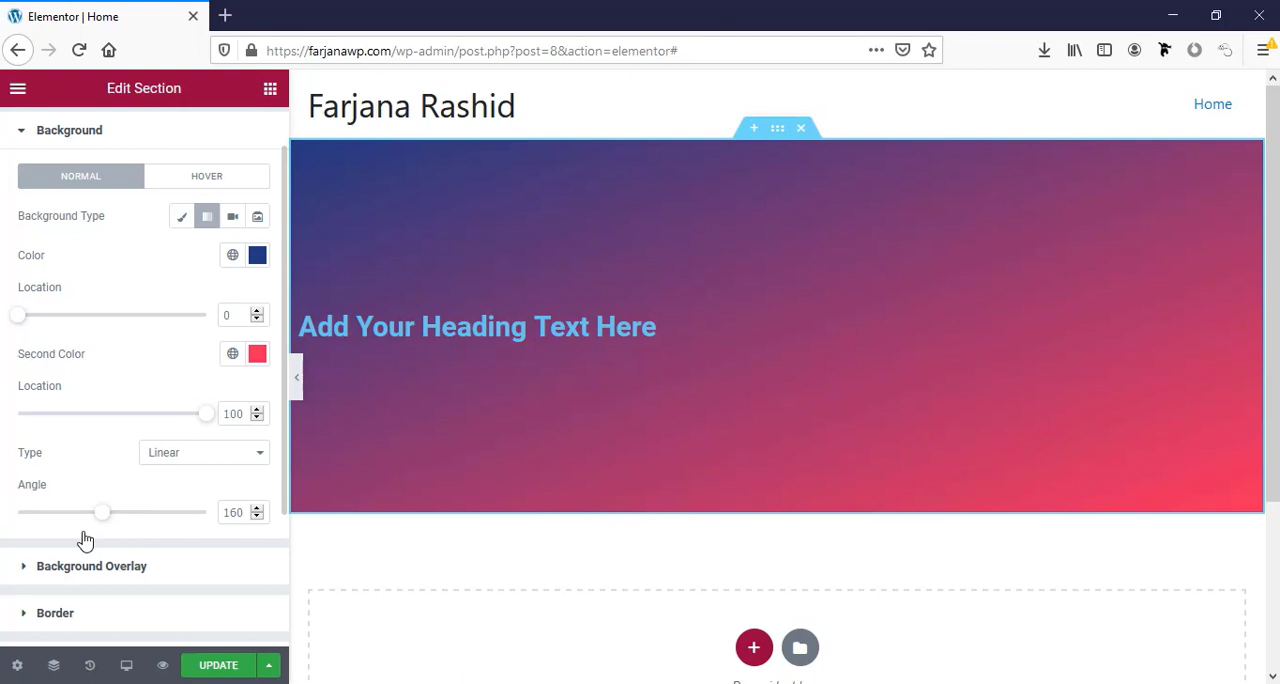 Elementor | Home
https://farjanawp.com/wp-admin/post.php?post=8&action=elementor#
Edit Section
Background
NORMAL
HOVER
Background Type
Color
Location
0
Second Color
Location
100
Type
Linear
Angle
160
Background Overlay
Border
UPDATE
Farjana Rashid
Home
Add Your Heading Text Here